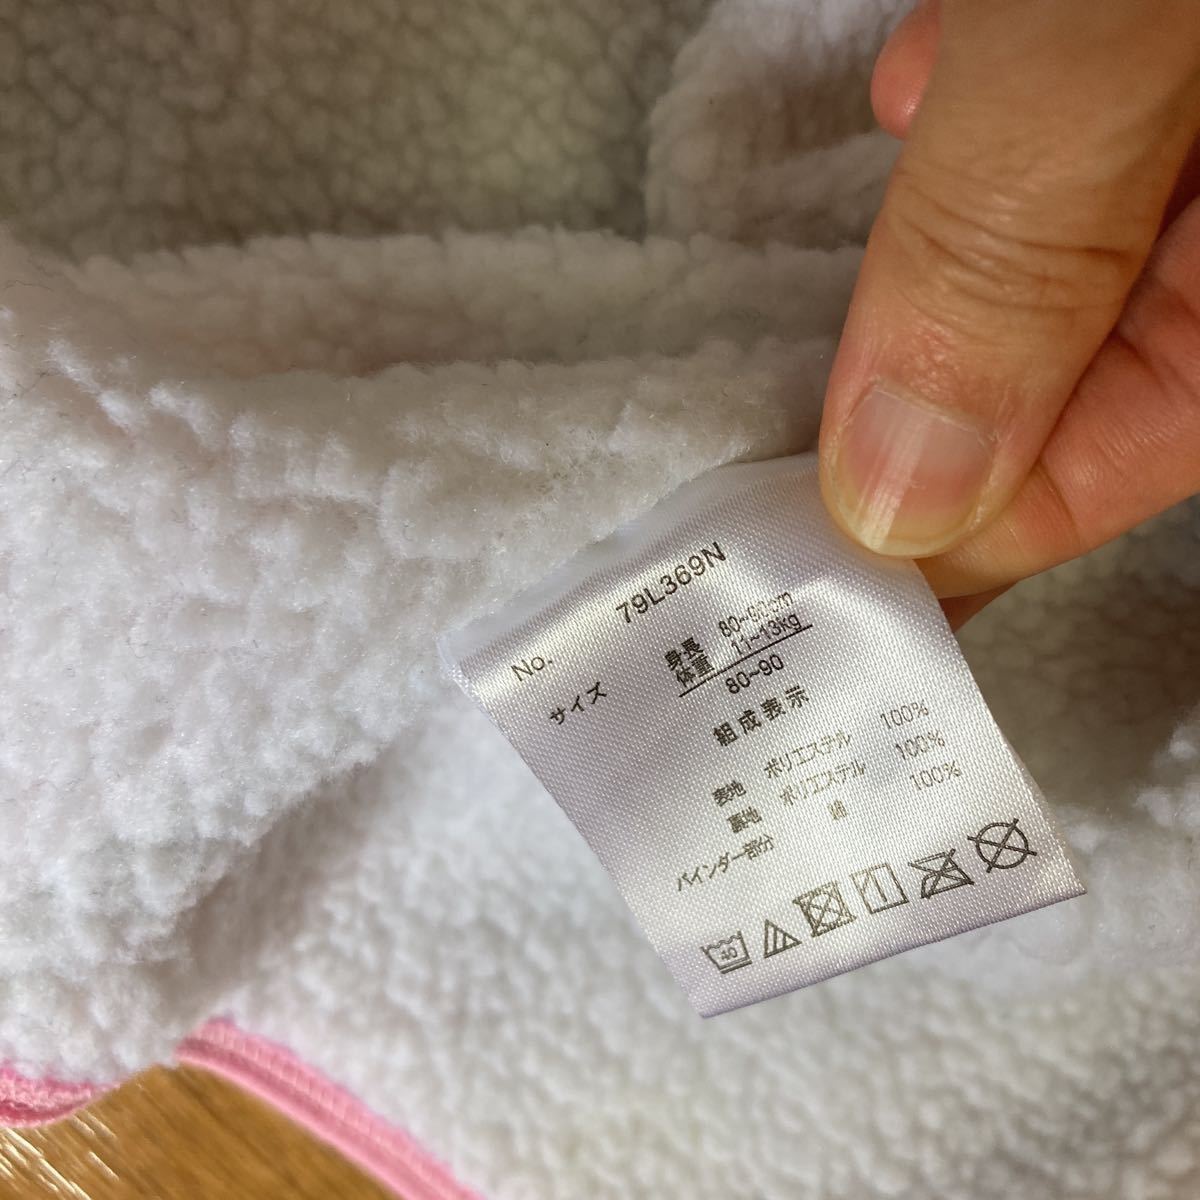 No. 79L369N
サイズ 身長 80~90cm
体重 11~13kg
80~90
組成表示
表地 ポリエステル 100%
裏地 ポリエステル 100%
バインダー部分 綿 100%
40